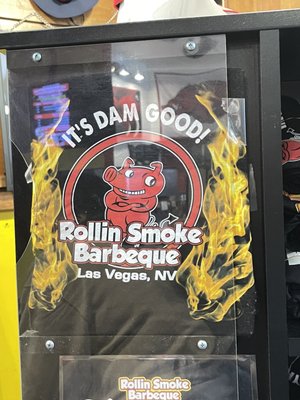 IT'S DAM GOOD!
Rollin Smoke
Barbeque
Las Vegas, NV
Rollin Smoke
Barbeque